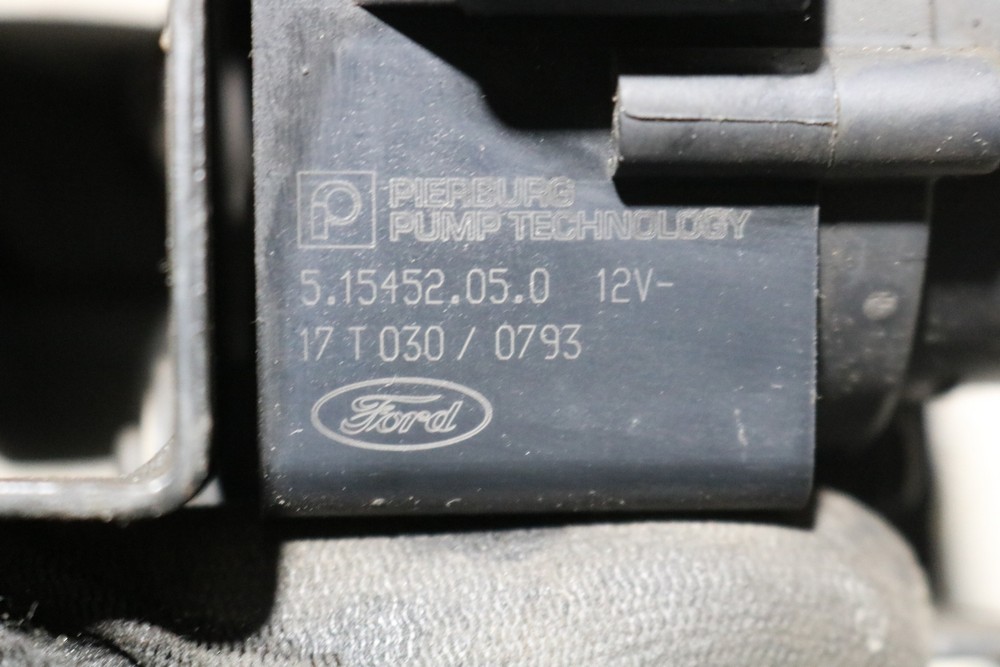 PIERBURG
PUMP TECHNOLOGY
5.15452.05.0 12V-
17 T 030 / 0793
Ford